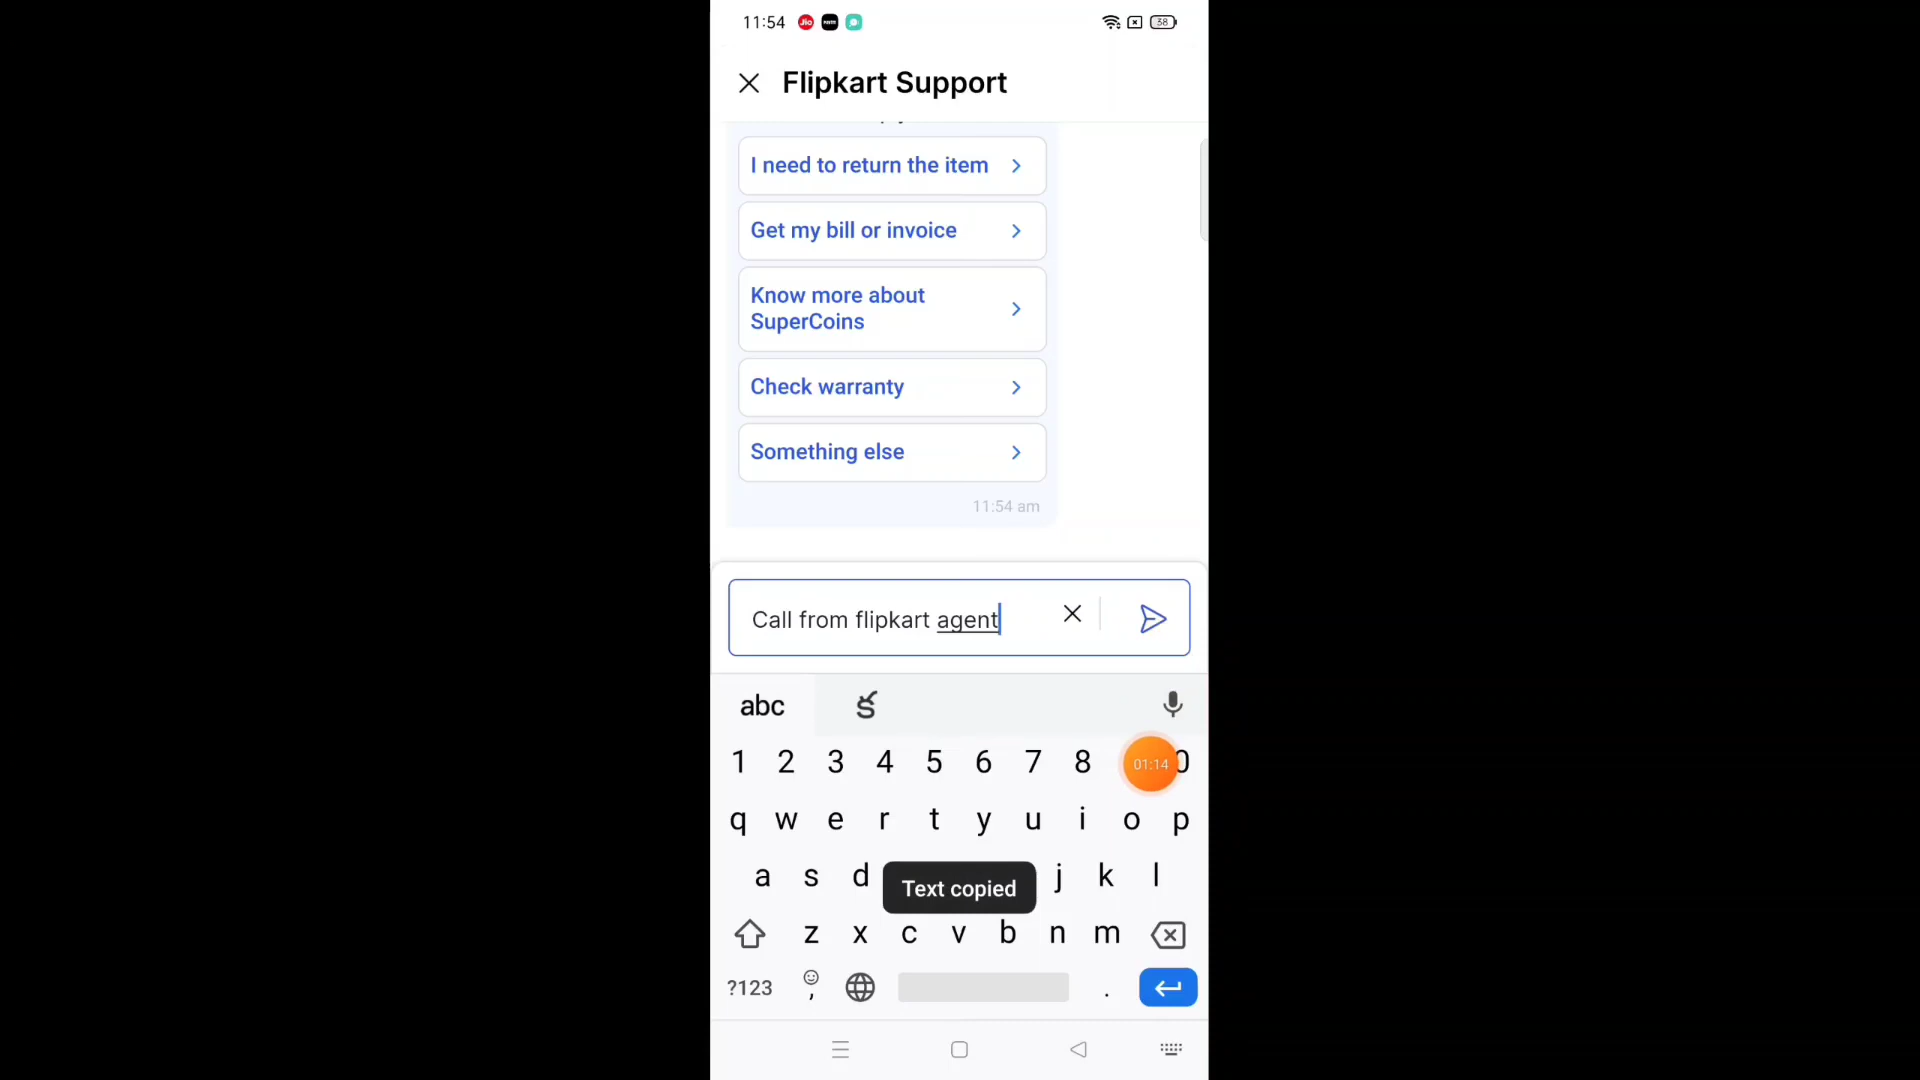 11:54 Jio 38
Flipkart Support
I need to return the item
Get my bill or invoice
Know more about
SuperCoins
Check warranty
Something else
11:54 am
Call from flipkart agent
abc క
1 2 3 4 5 6 7 8 01:14 0
q w e r t y u i o p
a s d Text copied j k l
z x c v b n m
?123 , .